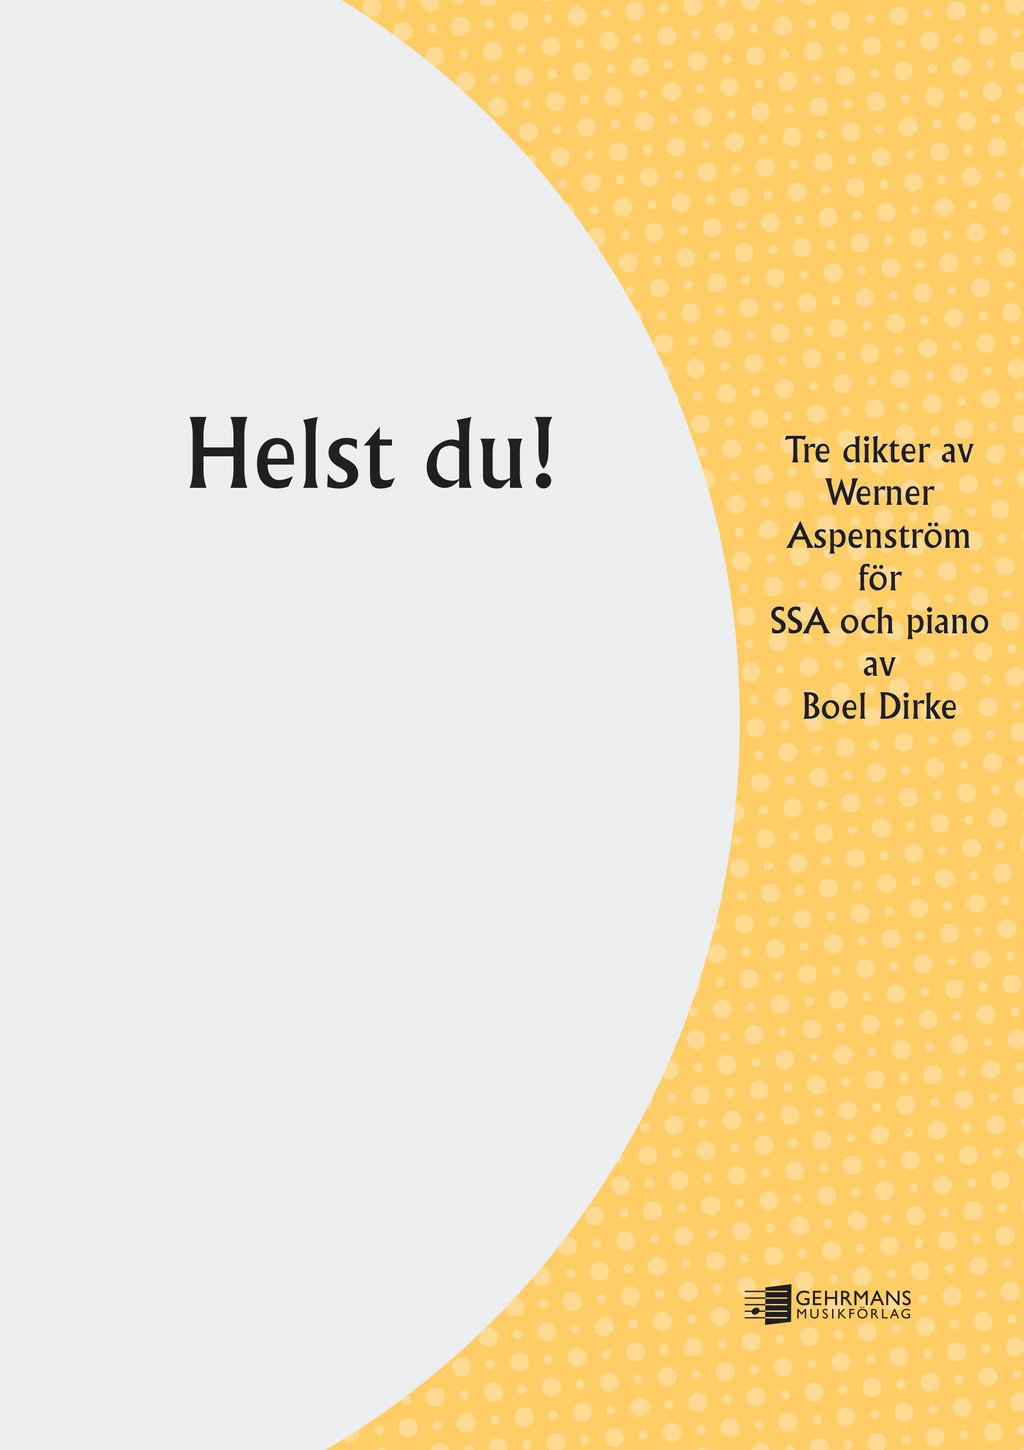 Helst du!
Tre dikter av
Werner
Aspenström
för
SSA och piano
av
Boel Dirke
GEHRMANS
MUSIKFÖRLAG